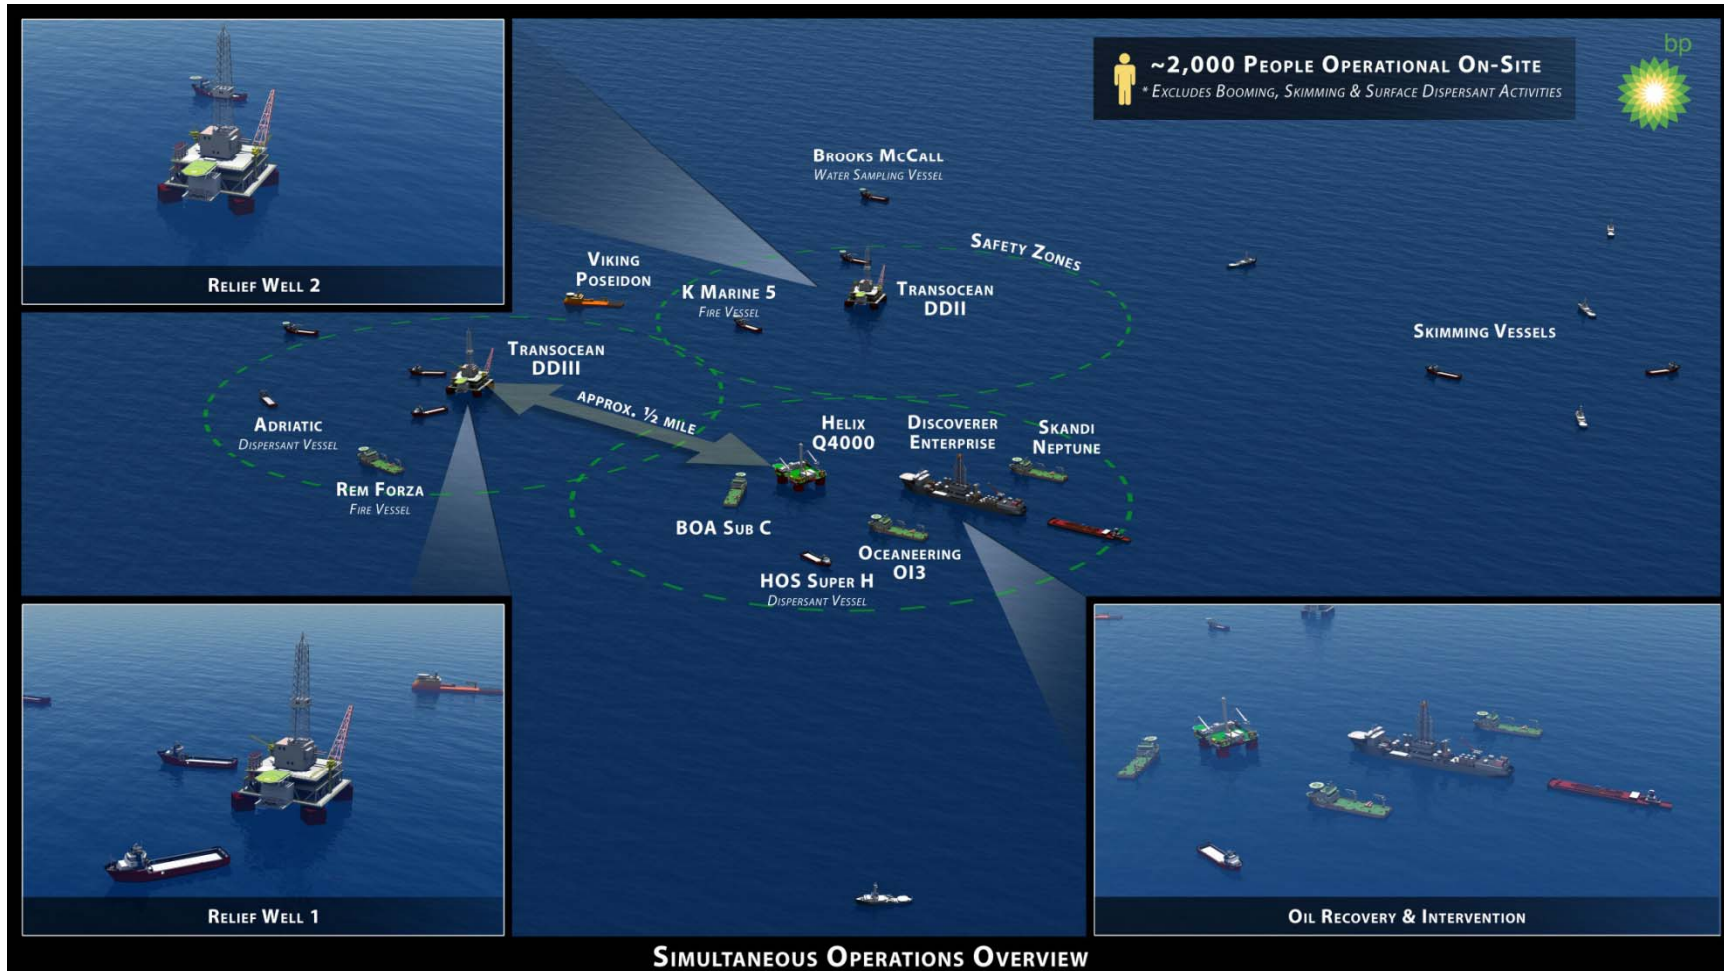 bp
~2,000 People Operational On-Site
* Excludes Booming, Skimming & Surface Dispersant Activities
Relief Well 2
Brooks McCall
Water Sampling Vessel
Safety Zones
Viking
Poseidon
K Marine 5
Fire Vessel
Transocean
DDII
Skimming Vessels
Transocean
DDIII
approx. ½ mile
Adriatic
Dispersant Vessel
Rem Forza
Fire Vessel
Helix
Q4000
Discoverer
Enterprise
Skandi
Neptune
BOA Sub C
Oceaneering
OI3
HOS Super H
Dispersant Vessel
Relief Well 1
Oil Recovery & Intervention
Simultaneous Operations Overview